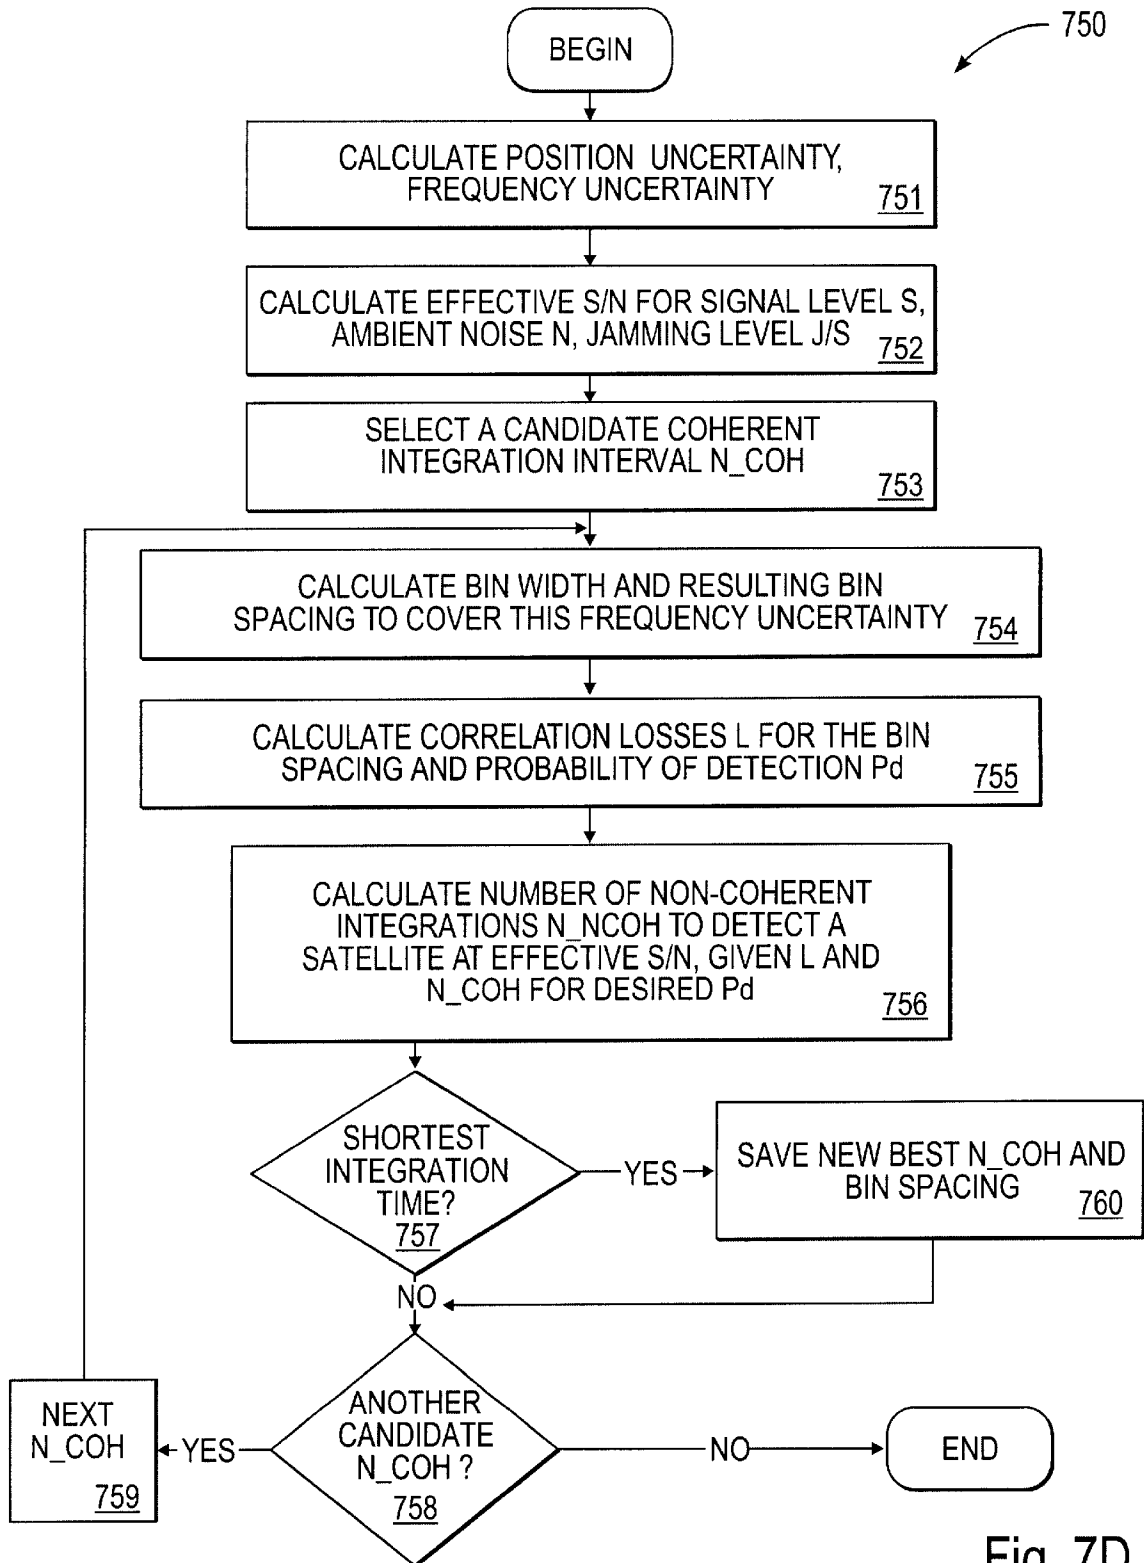 750
BEGIN
CALCULATE POSITION UNCERTAINTY,
FREQUENCY UNCERTAINTY
751
CALCULATE EFFECTIVE S/N FOR SIGNAL LEVEL S,
AMBIENT NOISE N, JAMMING LEVEL J/S
752
SELECT A CANDIDATE COHERENT
INTEGRATION INTERVAL N_COH
753
CALCULATE BIN WIDTH AND RESULTING BIN
SPACING TO COVER THIS FREQUENCY UNCERTAINTY
754
CALCULATE CORRELATION LOSSES L FOR THE BIN
SPACING AND PROBABILITY OF DETECTION Pd
755
CALCULATE NUMBER OF NON-COHERENT
INTEGRATIONS N_NCOH TO DETECT A
SATELLITE AT EFFECTIVE S/N, GIVEN L AND
N_COH FOR DESIRED Pd
756
SHORTEST
INTEGRATION
TIME?
757
YES
SAVE NEW BEST N_COH AND
BIN SPACING
760
NO
ANOTHER
CANDIDATE
N_COH ?
758
YES
NEXT
N_COH
759
NO
END
Fig. 7D